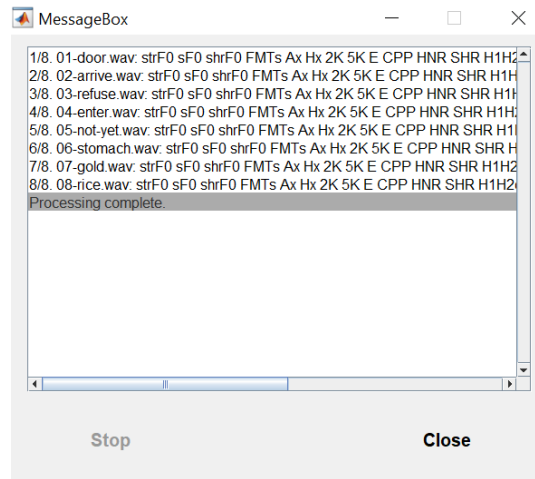 MessageBox
1/8. 01-door.wav: strF0 sF0 shrF0 FMTs Ax Hx 2K 5K E CPP HNR SHR H1H2
2/8. 02-arrive.wav: strF0 sF0 shrF0 FMTs Ax Hx 2K 5K E CPP HNR SHR H1H
3/8. 03-refuse.wav: strF0 sF0 shrF0 FMTs Ax Hx 2K 5K E CPP HNR SHR H1H
4/8. 04-enter.wav: strF0 sF0 shrF0 FMTs Ax Hx 2K 5K E CPP HNR SHR H1H2
5/8. 05-not-yet.wav: strF0 sF0 shrF0 FMTs Ax Hx 2K 5K E CPP HNR SHR H1
6/8. 06-stomach.wav: strF0 sF0 shrF0 FMTs Ax Hx 2K 5K E CPP HNR SHR H
7/8. 07-gold.wav: strF0 sF0 shrF0 FMTs Ax Hx 2K 5K E CPP HNR SHR H1H2
8/8. 08-rice.wav: strF0 sF0 shrF0 FMTs Ax Hx 2K 5K E CPP HNR SHR H1H2
Processing complete.
Stop Close